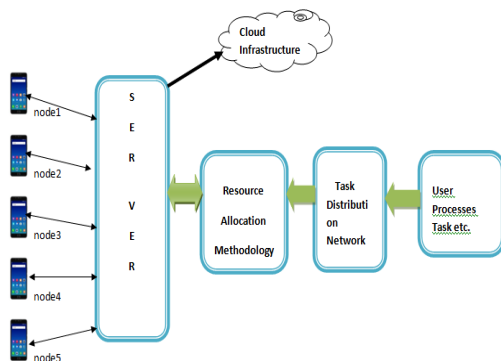 Cloud
Infrastructure
node1
node2
node3
node4
node5
S
E
R
V
E
R
Resource
Allocation
Methodology
Task
Distributi
on
Network
User
Processes
Task etc.